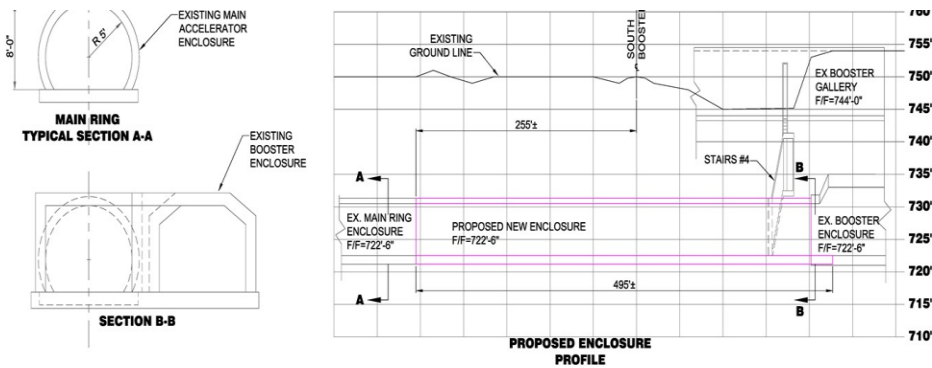 8'-0"
R 5'
EXISTING MAIN
ACCELERATOR
ENCLOSURE
MAIN RING
TYPICAL SECTION A-A
EXISTING
BOOSTER
ENCLOSURE
SECTION B-B
EXISTING
GROUND LINE
SOUTH
BOOSTER
℄
255'±
EX BOOSTER
GALLERY
F/F=744'-0"
STAIRS #4
A
B
EX. MAIN RING
ENCLOSURE
F/F=722'-6"
PROPOSED NEW ENCLOSURE
F/F=722'-6"
EX. BOOSTER
ENCLOSURE
F/F=722'-6"
495'±
A
B
PROPOSED ENCLOSURE
PROFILE
760'
755'
750'
745'
740'
735'
730'
725'
720'
715'
710'